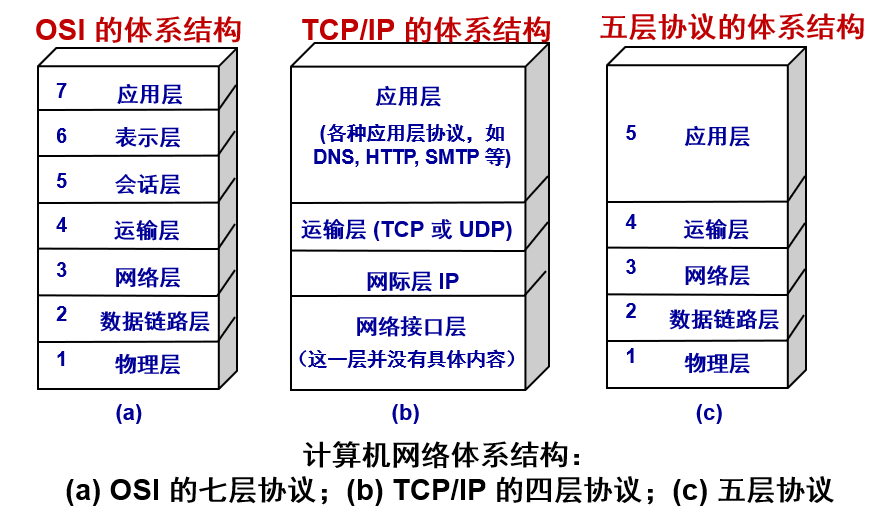 OSI 的体系结构
7 应用层
6 表示层
5 会话层
4 运输层
3 网络层
2 数据链路层
1 物理层
(a)
TCP/IP 的体系结构
应用层
(各种应用层协议，如
DNS, HTTP, SMTP 等)
运输层 (TCP 或 UDP)
网际层 IP
网络接口层
（这一层并没有具体内容）
(b)
五层协议的体系结构
5 应用层
4 运输层
3 网络层
2 数据链路层
1 物理层
(c)
计算机网络体系结构：
(a) OSI 的七层协议；(b) TCP/IP 的四层协议；(c) 五层协议